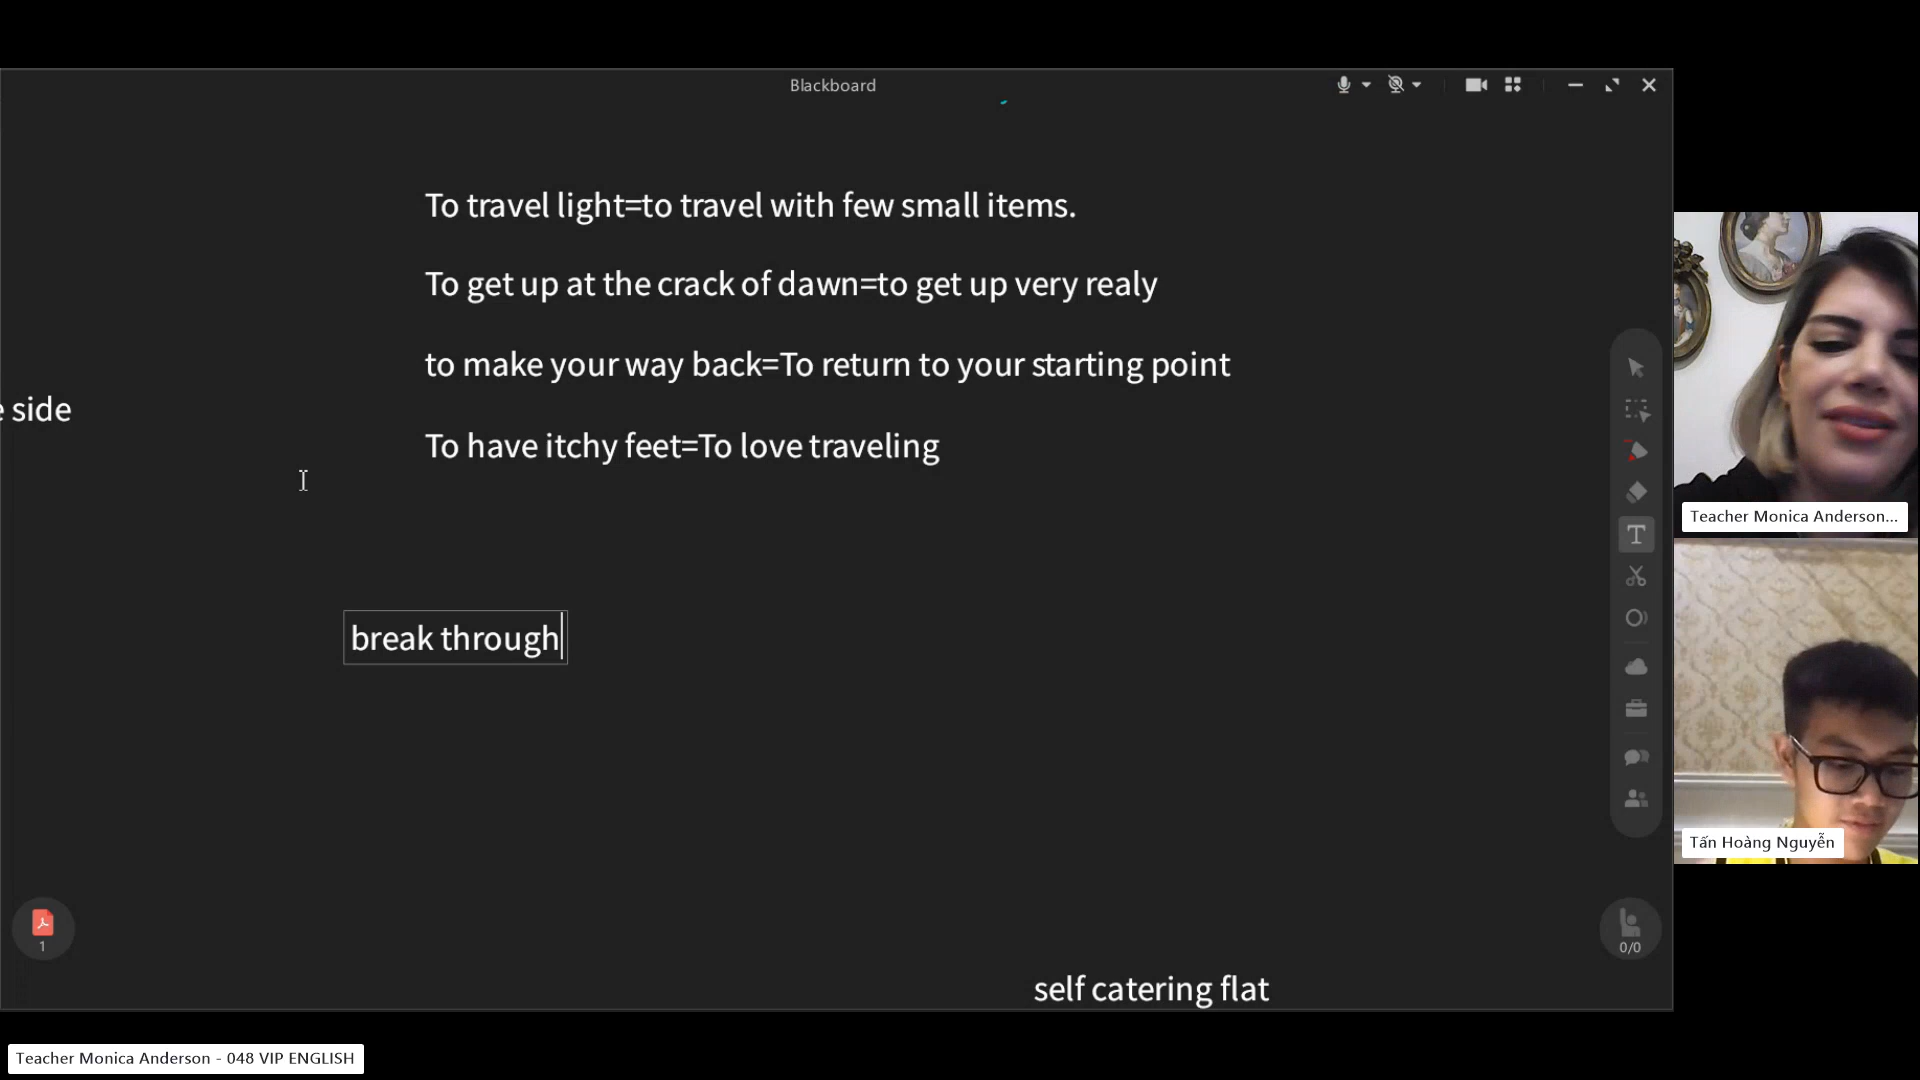 Blackboard
To travel light=to travel with few small items.
To get up at the crack of dawn=to get up very realy
to make your way back=To return to your starting point
e side
To have itchy feet=To love traveling
break through
self catering flat
T
1
0/0
Teacher Monica Anderson...
Tấn Hoàng Nguyễn
Teacher Monica Anderson - 048 VIP ENGLISH